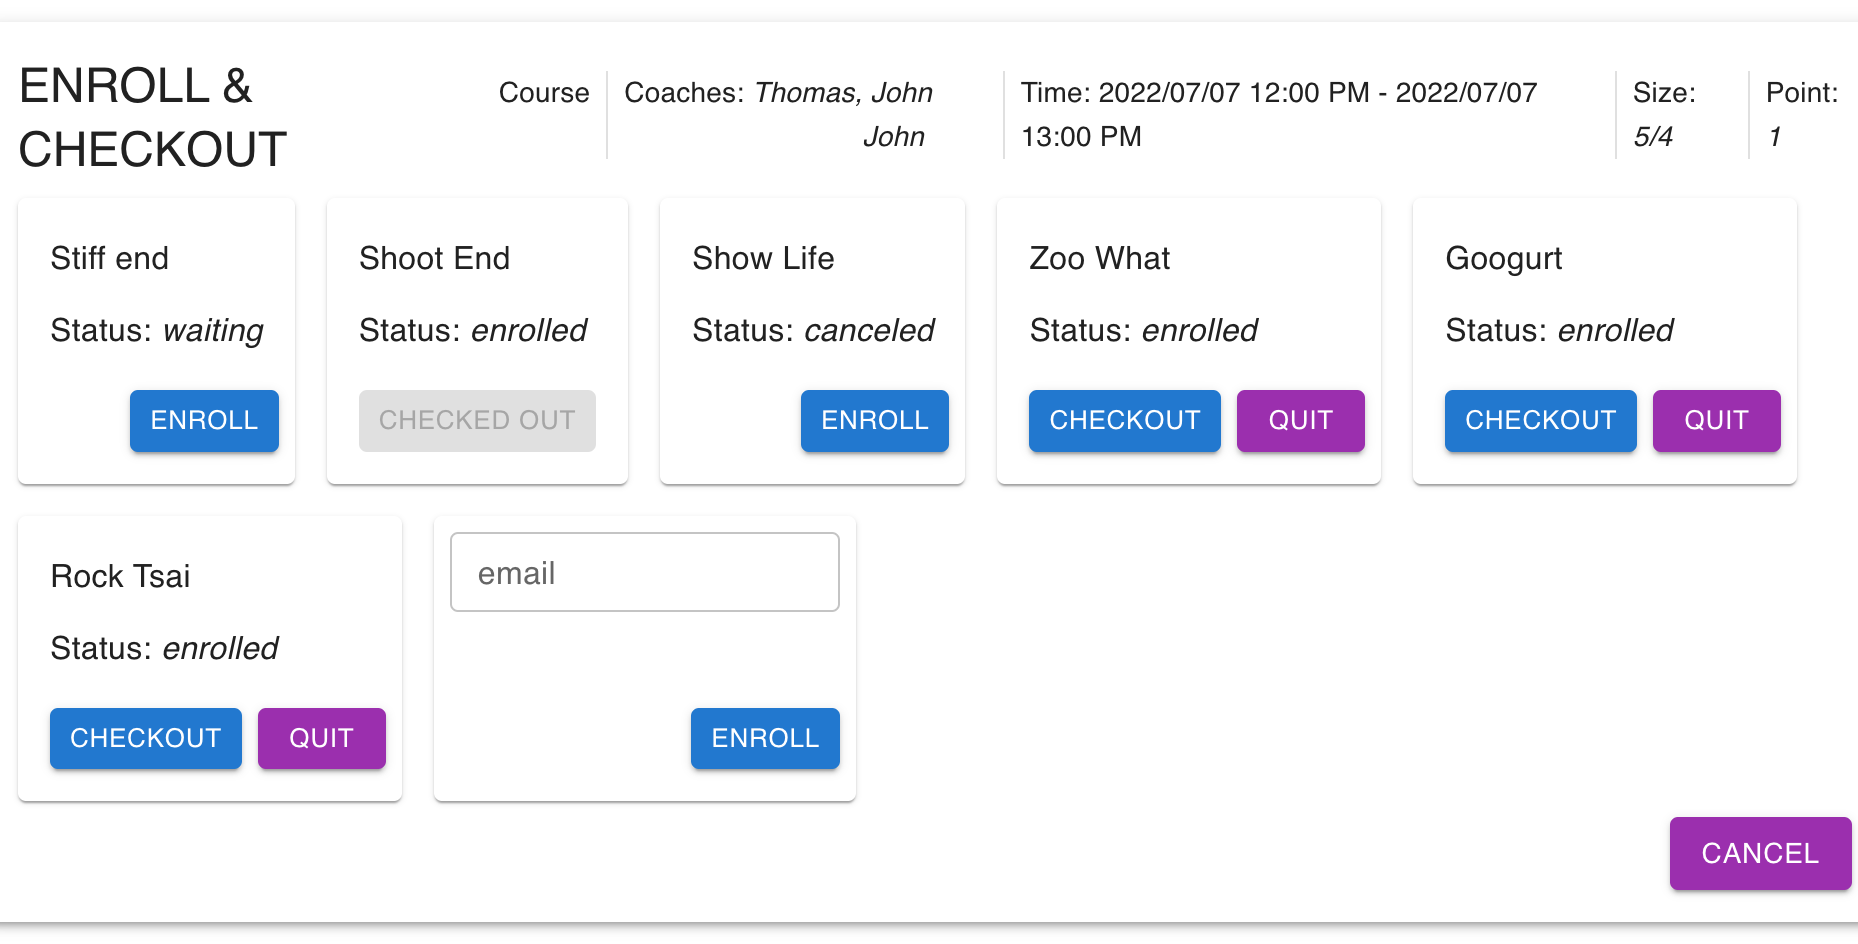 ENROLL &
CHECKOUT
Course
Coaches: Thomas, John
John
Time: 2022/07/07 12:00 PM - 2022/07/07
13:00 PM
Size:
5/4
Point:
1
Stiff end
Status: waiting
ENROLL
Shoot End
Status: enrolled
CHECKED OUT
Show Life
Status: canceled
ENROLL
Zoo What
Status: enrolled
CHECKOUT QUIT
Googurt
Status: enrolled
CHECKOUT QUIT
Rock Tsai
Status: enrolled
CHECKOUT QUIT
email
ENROLL
CANCEL